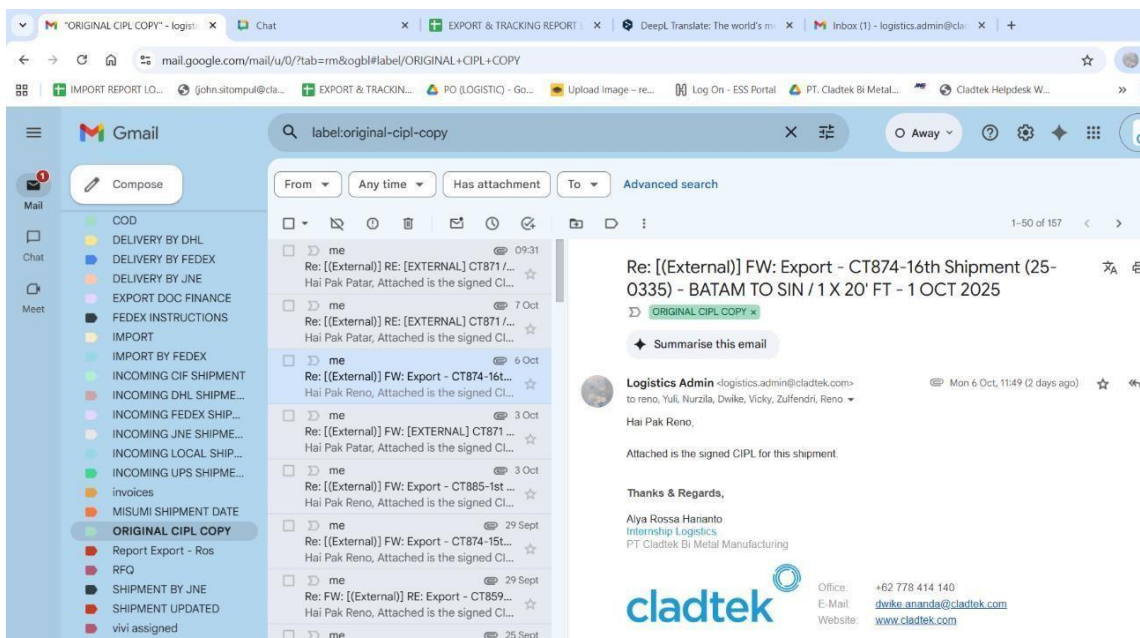 "ORIGINAL CIPL COPY" - logist
Chat
EXPORT & TRACKING REPORT
DeepL Translate: The world's m
Inbox (1) - logistics.admin@cla
mail.google.com/mail/u/0/?tab=rm&ogbl#label/ORIGINAL+CIPL+COPY
IMPORT REPORT LO...
(john.sitompul@cla...
EXPORT & TRACKIN...
PO (LOGISTIC) - Go...
Upload Image – re...
Log On - ESS Portal
PT. Cladtek Bi Metal...
Cladtek Helpdesk W...
Gmail
label:original-cipl-copy
Away
1
Mail
Chat
Meet
Compose
COD
DELIVERY BY DHL
DELIVERY BY FEDEX
DELIVERY BY JNE
EXPORT DOC FINANCE
FEDEX INSTRUCTIONS
IMPORT
IMPORT BY FEDEX
INCOMING CIF SHIPMENT
INCOMING DHL SHIPME...
INCOMING FEDEX SHIP...
INCOMING JNE SHIPME...
INCOMING LOCAL SHIP...
INCOMING UPS SHIPME...
invoices
MISUMI SHIPMENT DATE
ORIGINAL CIPL COPY
Report Export - Ros
RFQ
SHIPMENT BY JNE
SHIPMENT UPDATED
vivi assigned
From
Any time
Has attachment
To
Advanced search
1–50 of 157
me 09:31
Re: [(External)] RE: [EXTERNAL] CT871 /...
Hai Pak Patar, Attached is the signed CI...
me 7 Oct
Re: [(External)] RE: [EXTERNAL] CT871 /...
Hai Pak Patar, Attached is the signed CI...
me 6 Oct
Re: [(External)] FW: Export - CT874-16t...
Hai Pak Reno, Attached is the signed CI...
me 3 Oct
Re: [(External)] FW: [EXTERNAL] CT871 ...
Hai Pak Patar, Attached is the signed CI...
me 3 Oct
Re: [(External)] FW: Export - CT885-1st ...
Hai Pak Reno, Attached is the signed CI...
me 29 Sept
Re: [(External)] FW: Export - CT874-15t...
Hai Pak Reno, Attached is the signed CI...
me 29 Sept
Re: FW: [(External)] RE: Export - CT859...
Hai Pak Reno, Attached is the signed CI...
me 25 Sept
Re: [(External)] FW: Export - CT874-16th Shipment (25-
0335) - BATAM TO SIN / 1 X 20' FT - 1 OCT 2025
ORIGINAL CIPL COPY ×
Summarise this email
Logistics Admin <logistics.admin@cladtek.com>
Mon 6 Oct, 11:49 (2 days ago)
to reno, Yuli, Nurzila, Dwike, Vicky, Zulfendri, Reno
Hai Pak Reno,
Attached is the signed CIPL for this shipment.
Thanks & Regards,
Alya Rossa Harianto
Internship Logistics
PT Cladtek Bi Metal Manufacturing
cladtek
Office: +62 778 414 140
E-Mail: dwike.ananda@cladtek.com
Website: www.cladtek.com